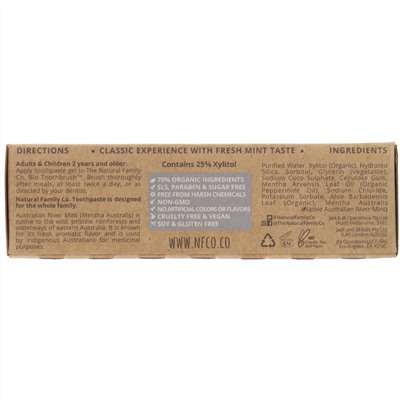 DIRECTIONS • CLASSIC EXPERIENCE WITH FRESH MINT TASTE • INGREDIENTS
Adults & Children 2 years and older:
Apply toothpaste gel to The Natural Family
Co. Bio Toothbrush™. Brush thoroughly
after meals, at least twice a day, or as
directed by your dentist.
Natural Family Co. Toothpaste is designed
for the whole family.
Australian River Mint (Mentha Australis) is
native to the wild, pristine rainforests and
waterways of eastern Australia. It is
known for its fresh aromatic flavor and is used
by indigenous Australians for medicinal
purposes.
Contains 25% Xylitol
✓ 70% ORGANIC INGREDIENTS
✓ SLS, PARABEN & SUGAR FREE
✓ FREE FROM HARSH CHEMICALS
✓ NON-GMO
✓ NO ARTIFICIAL COLORS OR FLAVORS
✓ CRUELTY FREE & VEGAN
✓ SOY & GLUTEN FREE
WWW.NFCO.CO
Purified Water, Xylitol (Organic), Hydrated
Silica, Sorbitol, Glycerin (Vegetable),
Sodium Coco Sulphate, Cellulose Gum,
Mentha Arvensis Leaf Oil (Organic
Peppermint Oil), Sodium Chloride,
Potassium Sorbate, Aloe Barbadensis
Leaf (Organic), Mentha Australis
(Native Australian River Mint)
@NaturalFamilyCo
@TheNaturalFamilyCo
6M